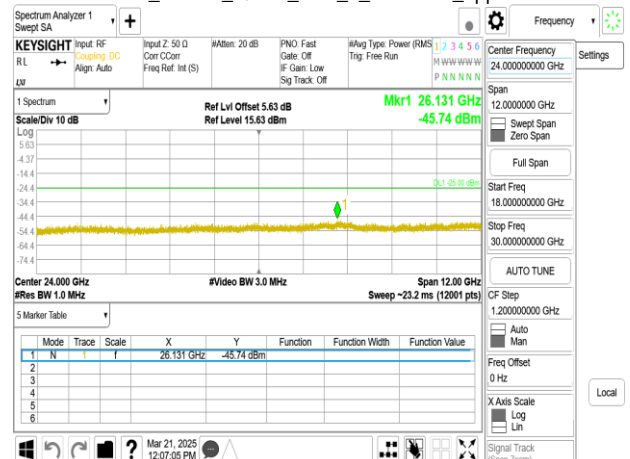 Spectrum Analyzer 1
Swept SA
Frequency
KEYSIGHT
RL
Input: RF
Coupling: DC
Align: Auto
Input Z: 50 Ω
Corr CCorr
Freq Ref: Int (S)
#Atten: 20 dB
PNO: Fast
Gate: Off
IF Gain: Low
Sig Track: Off
#Avg Type: Power (RMS
Trig: Free Run
1 2 3 4 5 6
M W W W W W
P N N N N N
Center Frequency
24.000000000 GHz
Settings
Span
12.0000000 GHz
Swept Span
Zero Span
Full Span
Start Freq
18.000000000 GHz
Stop Freq
30.000000000 GHz
AUTO TUNE
CF Step
1.200000000 GHz
Auto
Man
Freq Offset
0 Hz
X Axis Scale
Log
Lin
Local
Signal Track
1 Spectrum
Scale/Div 10 dB
Ref Lvl Offset 5.63 dB
Ref Level 15.63 dBm
Mkr1 26.131 GHz
-45.74 dBm
Log
5.63
-4.37
-14.4
-24.4
DL1 -25.00 dBm
-34.4
1
-44.4
-54.4
-64.4
-74.4
Center 24.000 GHz
#Video BW 3.0 MHz
Span 12.00 GHz
#Res BW 1.0 MHz
Sweep ~23.2 ms (12001 pts)
5 Marker Table
Mode Trace Scale X Y Function Function Width Function Value
1 N 1 f 26.131 GHz -45.74 dBm
2
3
4
5
6
?
Mar 21, 2025
12:07:05 PM